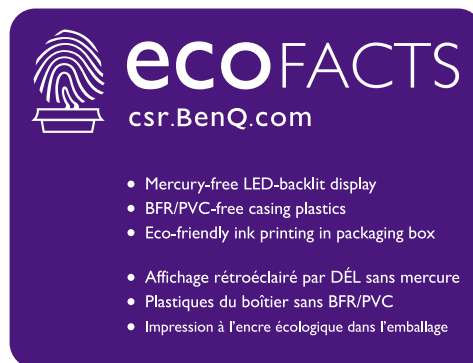 ecoFACTS
csr.BenQ.com
• Mercury-free LED-backlit display
• BFR/PVC-free casing plastics
• Eco-friendly ink printing in packaging box
• Affichage rétroéclairé par DÉL sans mercure
• Plastiques du boîtier sans BFR/PVC
• Impression à l'encre écologique dans l'emballage